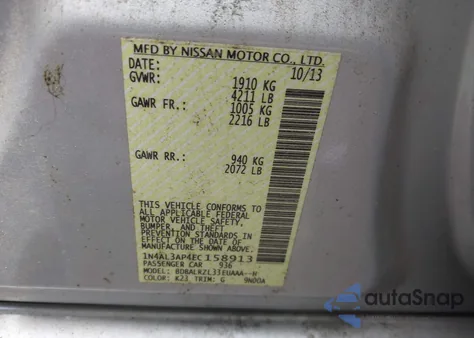 MFD BY NISSAN MOTOR CO., LTD.
DATE: 10/13
GVWR: 1910 KG
4211 LB
GAWR FR.: 1005 KG
2216 LB
GAWR RR.: 940 KG
2072 LB
THIS VEHICLE CONFORMS TO
ALL APPLICABLE FEDERAL
MOTOR VEHICLE SAFETY,
BUMPER, AND THEFT
PREVENTION STANDARDS IN
EFFECT ON THE DATE OF
MANUFACTURE SHOWN ABOVE.
1N4AL3AP4EC158913
PASSENGER CAR 936
MODEL: BDBALRZL33EUAAA--H
COLOR: K23 TRIM: G 9N00A
autoSnap